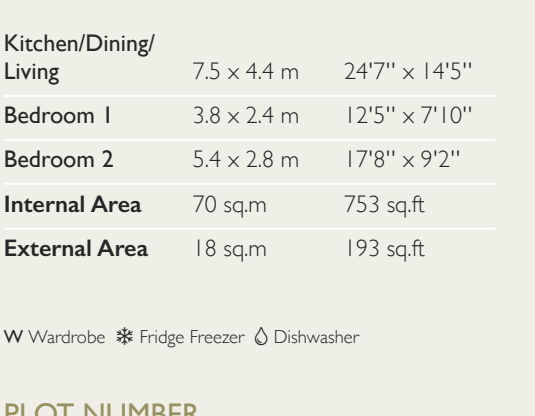 Kitchen/Dining/
Living 7.5 x 4.4 m 24'7'' x 14'5''
Bedroom 1 3.8 x 2.4 m 12'5'' x 7'10''
Bedroom 2 5.4 x 2.8 m 17'8'' x 9'2''
Internal Area 70 sq.m 753 sq.ft
External Area 18 sq.m 193 sq.ft
W Wardrobe Fridge Freezer Dishwasher
PLOT NUMBER